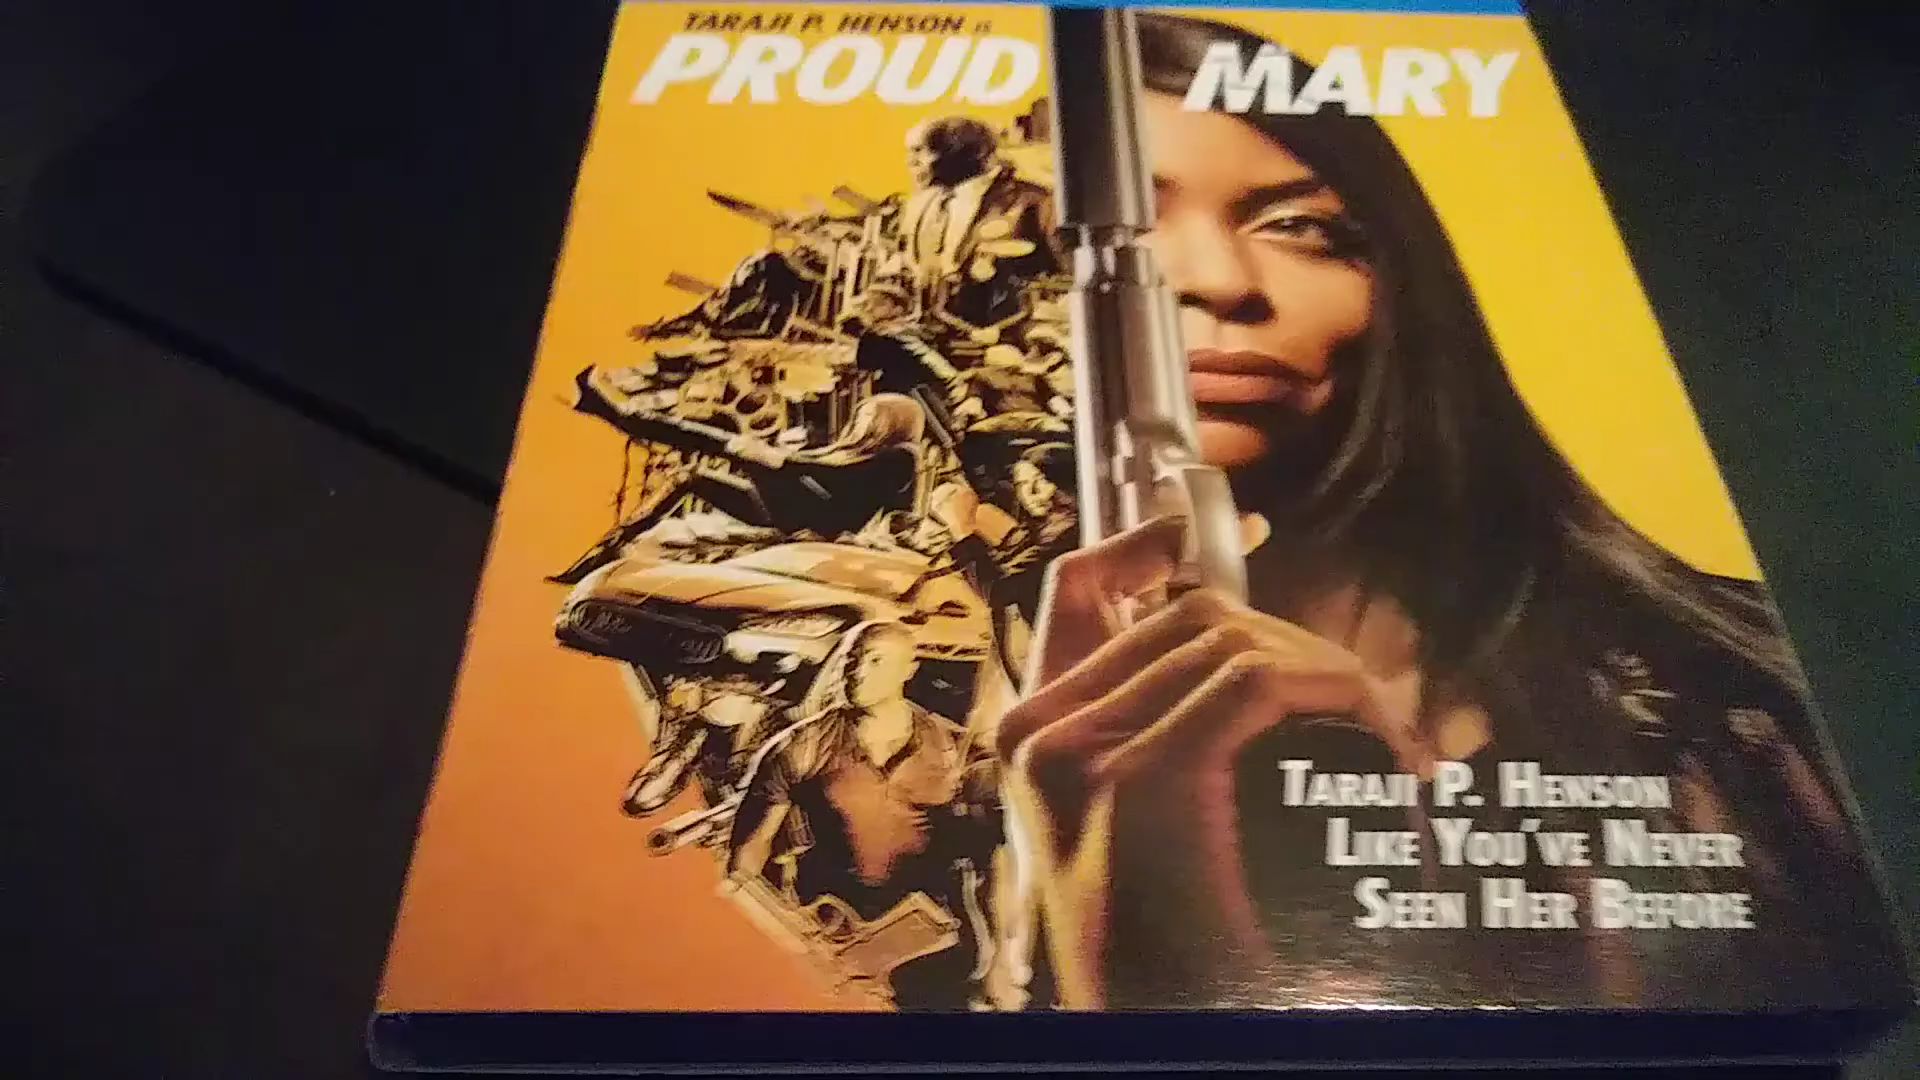 TARAJI P. HENSON is
PROUD MARY
TARAJI P. HENSON
LIKE YOU'VE NEVER
SEEN HER BEFORE